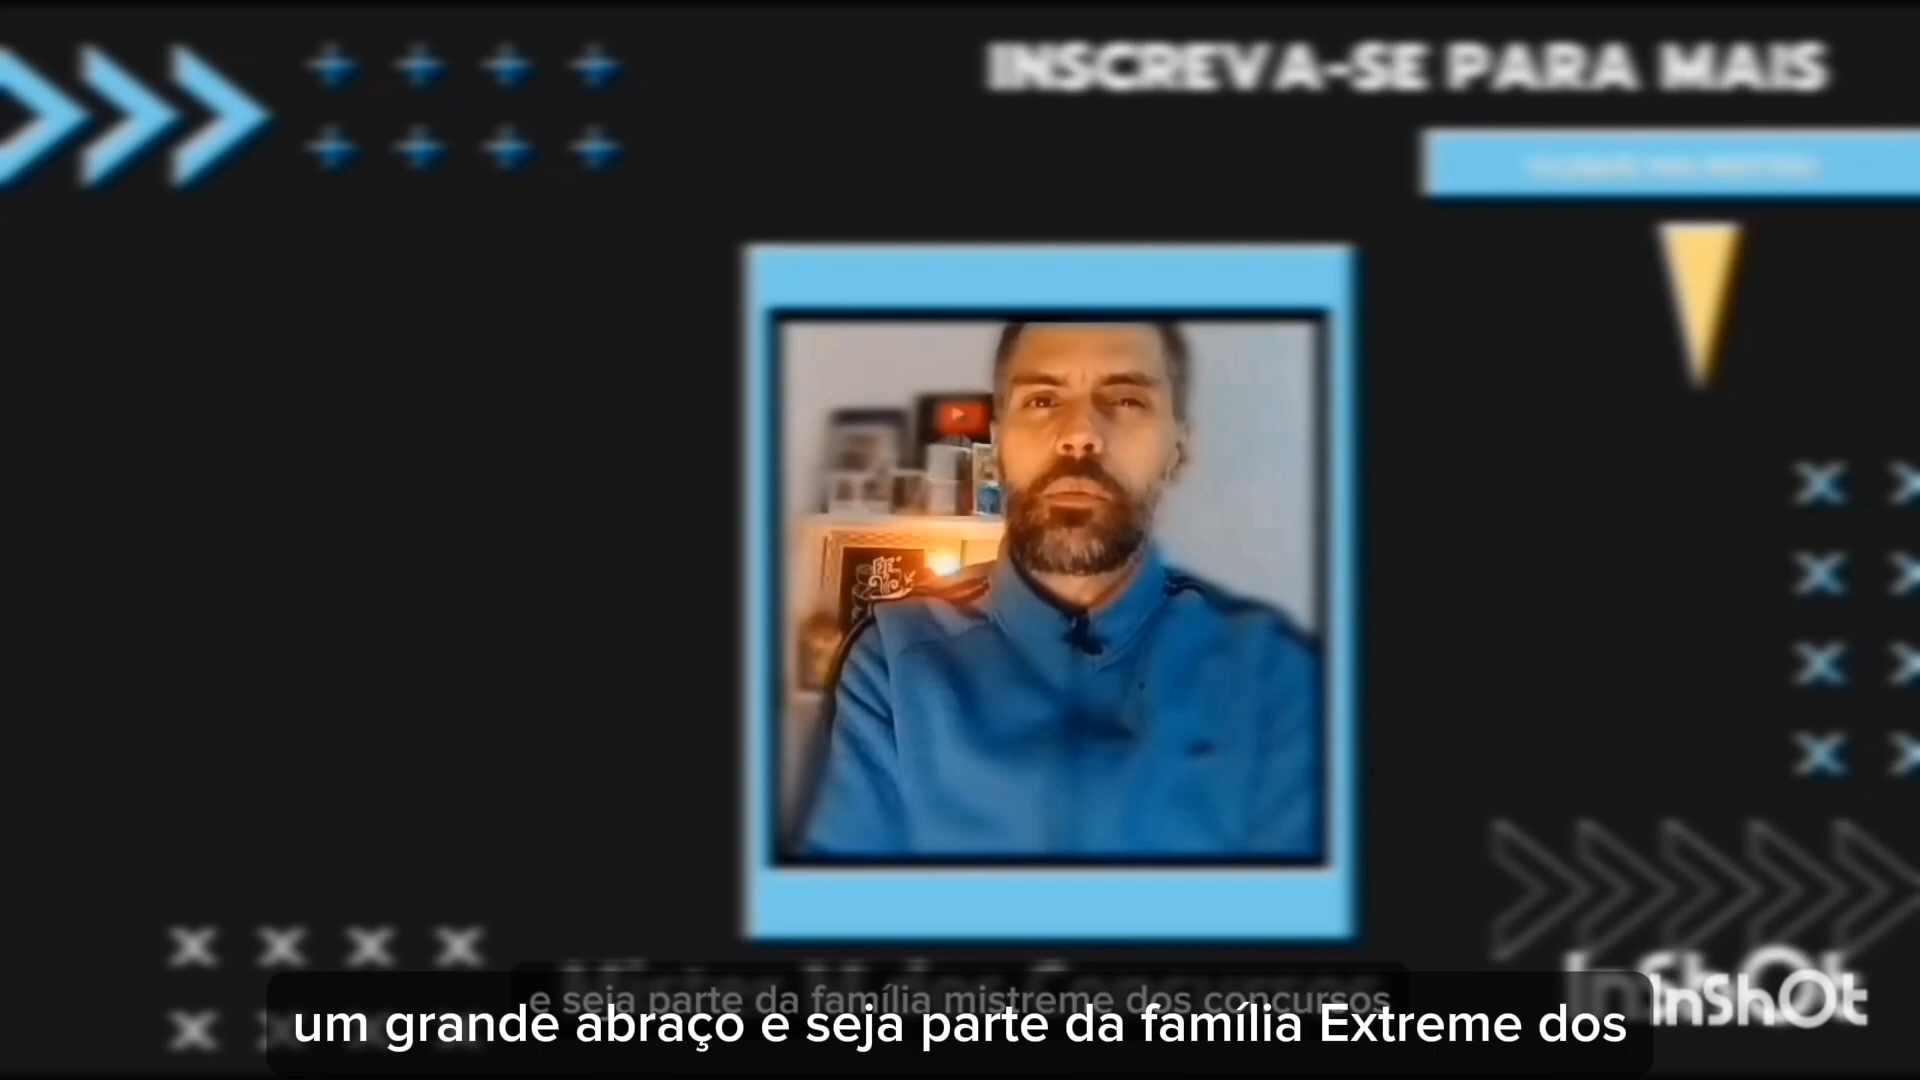 INSCREVA-SE PARA MAIS
e seja parte da família mistreme dos concursos
um grande abraço e seja parte da família Extreme dos
InShOt
InShOt